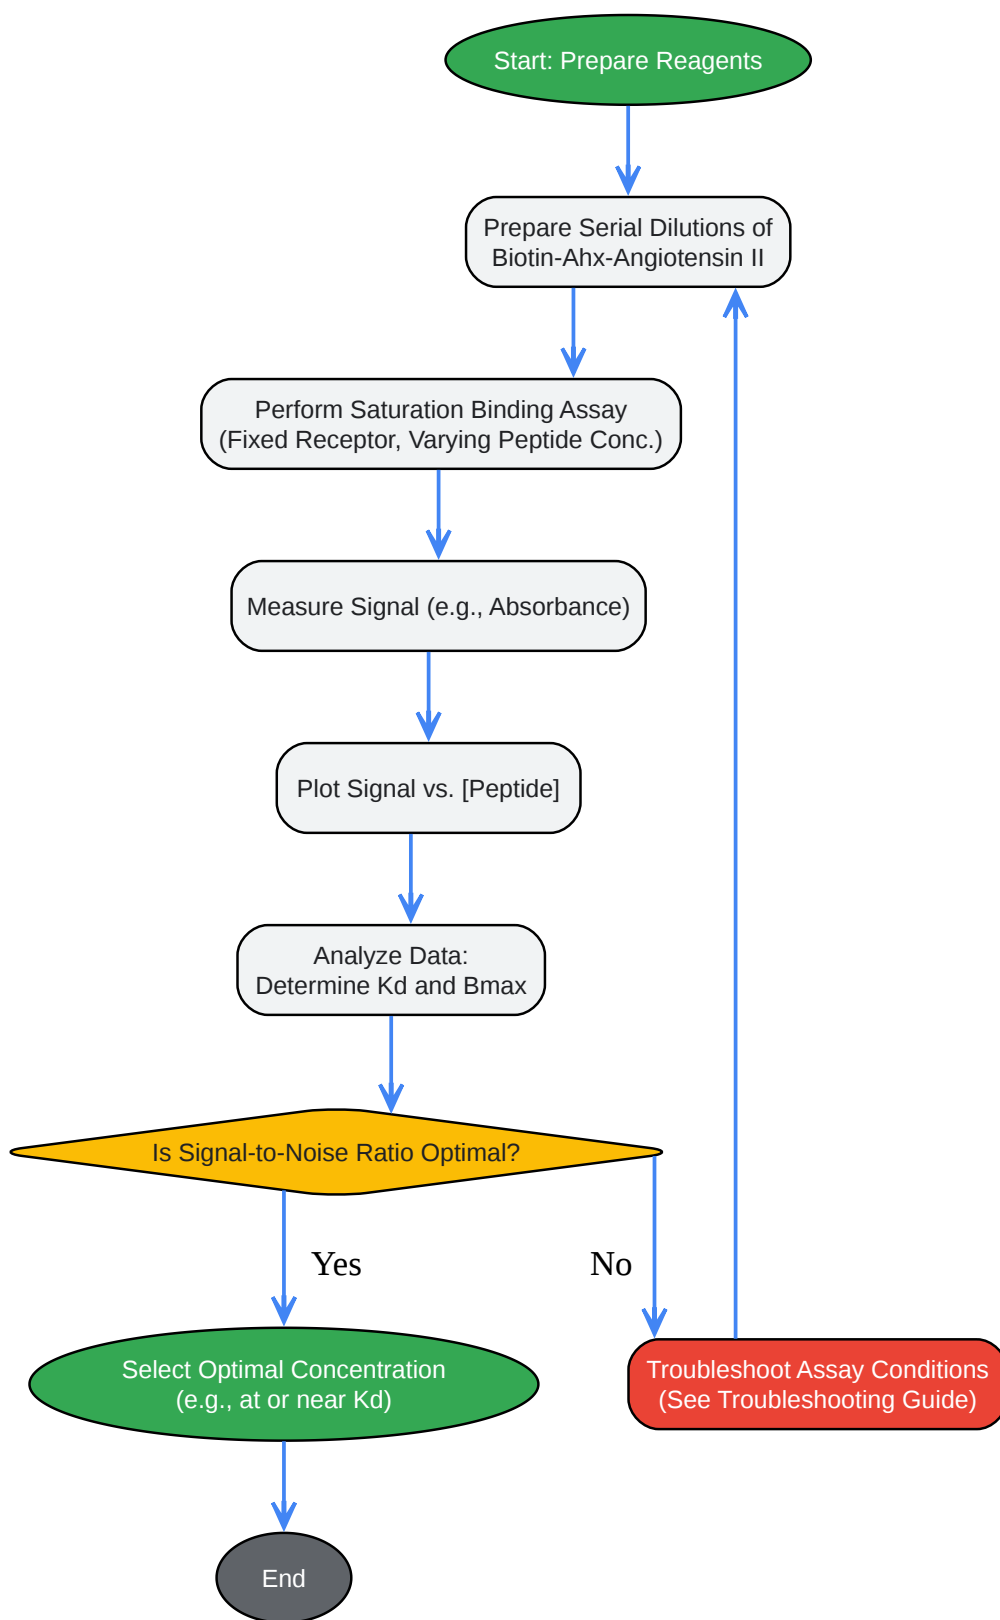 Start: Prepare Reagents
Prepare Serial Dilutions of
Biotin-Ahx-Angiotensin II
Perform Saturation Binding Assay
(Fixed Receptor, Varying Peptide Conc.)
Measure Signal (e.g., Absorbance)
Plot Signal vs. [Peptide]
Analyze Data:
Determine Kd and Bmax
Is Signal-to-Noise Ratio Optimal?
Yes
No
Select Optimal Concentration
(e.g., at or near Kd)
Troubleshoot Assay Conditions
(See Troubleshooting Guide)
End